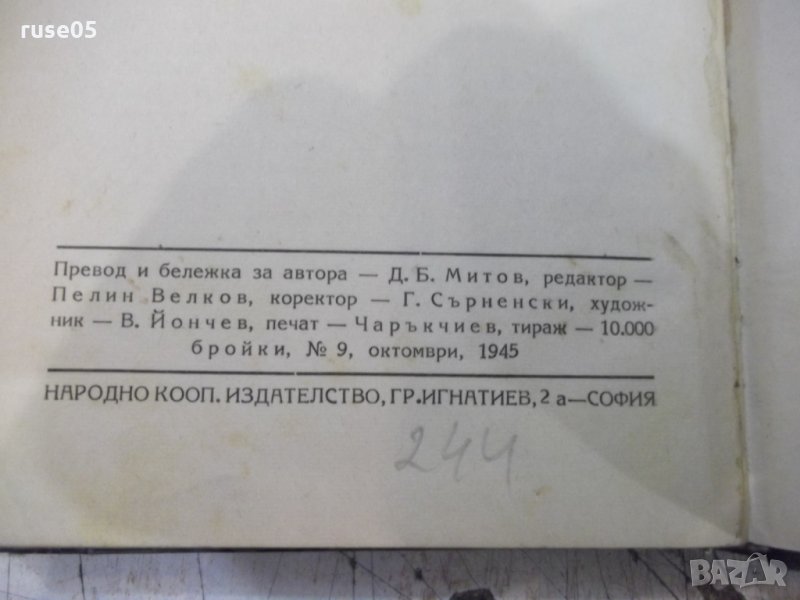 ruse05
Превод и бележка за автора — Д. Б. Митов, редактор —
Пелин Велков, коректор — Г. Сърненски, худож-
ник — В. Йончев, печат — Чаръкчиев, тираж — 10.000
бройки, № 9, октомври, 1945
НАРОДНО КООП. ИЗДАТЕЛСТВО, ГР. ИГНАТИЕВ, 2 а—СОФИЯ
244
BAZAR